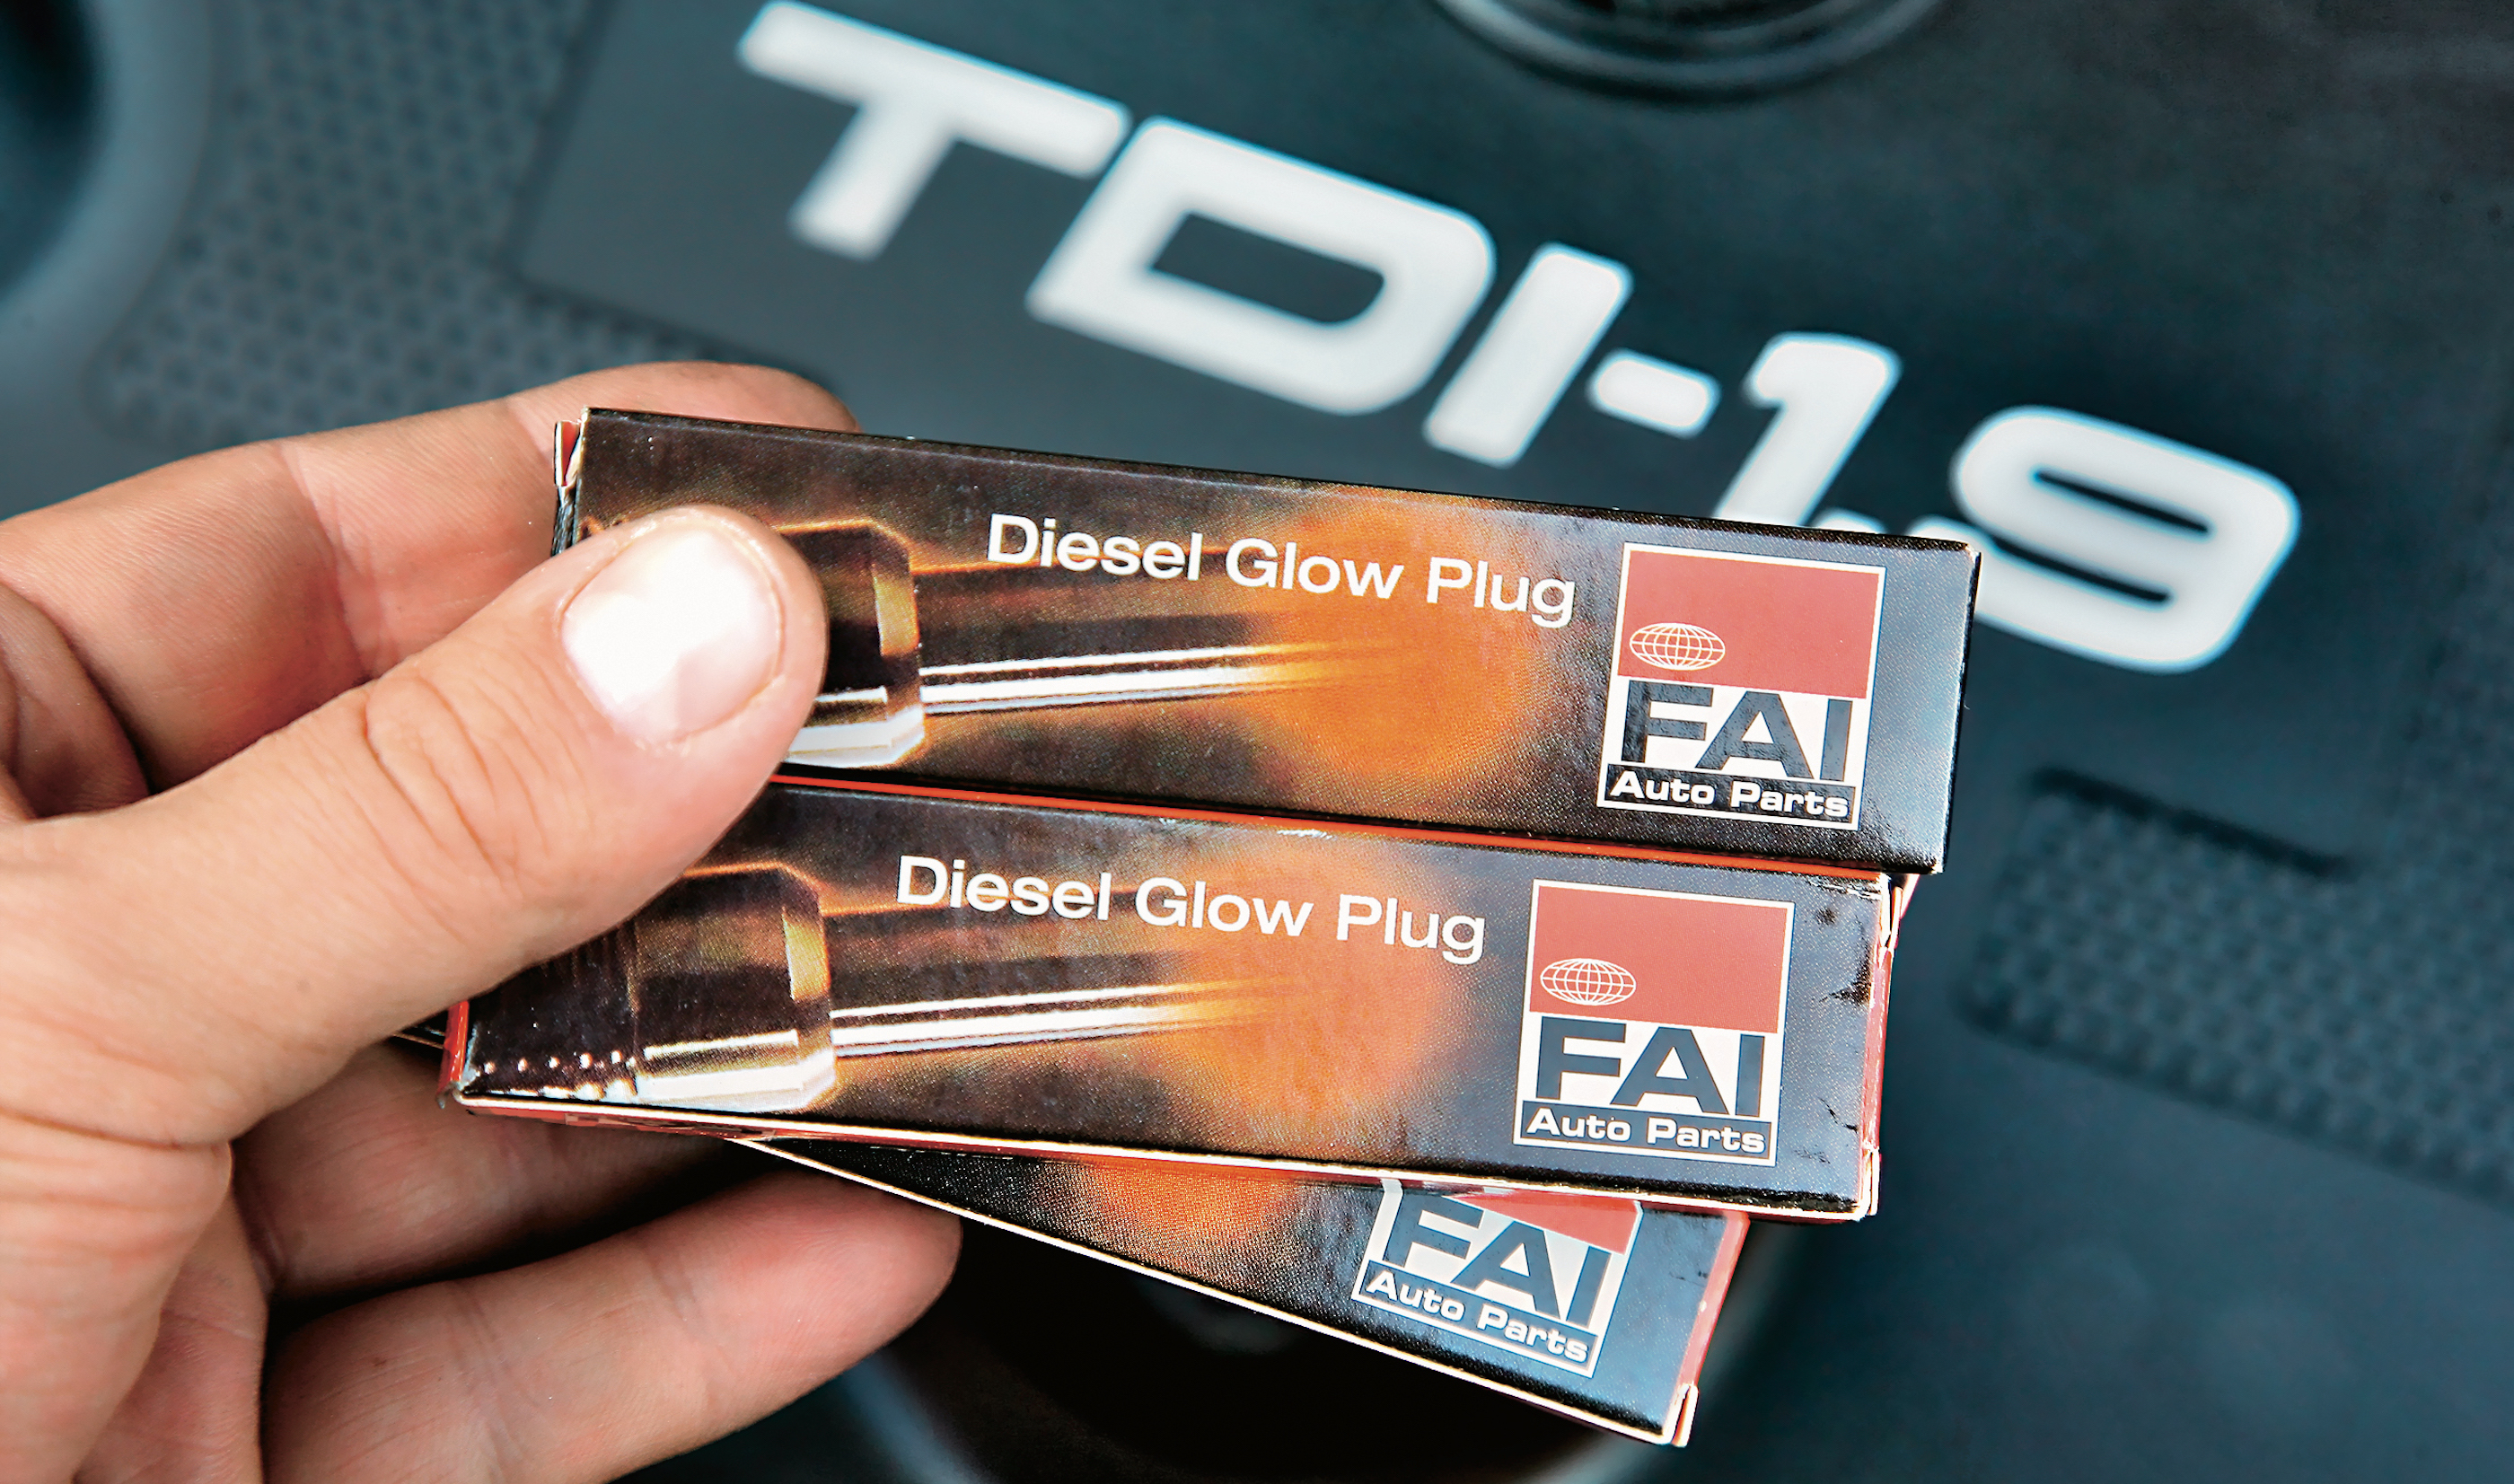 TDI-1.9
Diesel Glow Plug
FAI
Auto Parts
Diesel Glow Plug
FAI
Auto Parts
FAI
Auto Parts